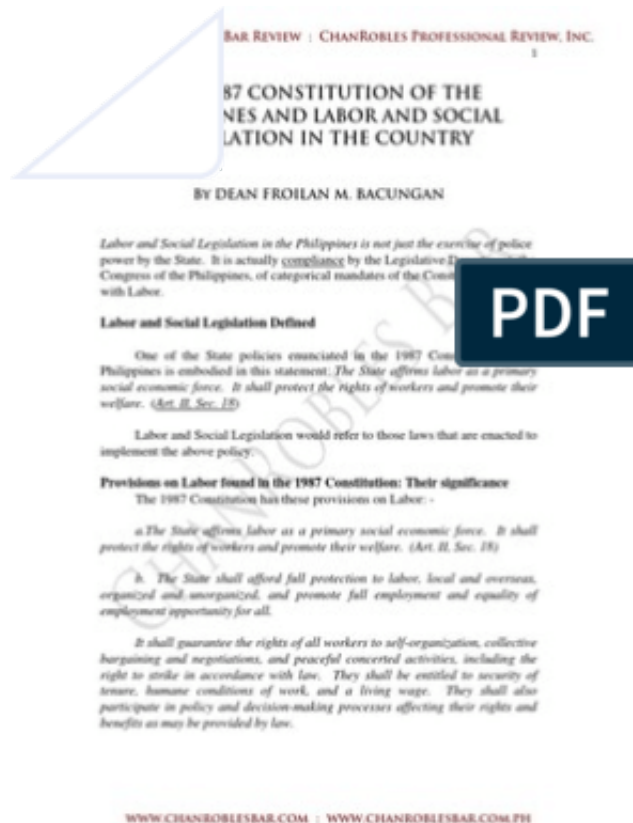 BAR REVIEW : CHANROBLES PROFESSIONAL REVIEW, INC.
1
87 CONSTITUTION OF THE
NES AND LABOR AND SOCIAL
LATION IN THE COUNTRY
BY DEAN FROILAN M. BACUNGAN
Labor and Social Legislation in the Philippines is not just the exercise of police
power by the State. It is actually compliance by the Legislative
Congress of the Philippines, of categorical mandates of the
with Labor.
PDF
Labor and Social Legislation Defined
One of the State policies enunciated in the 1987
Philippines is embodied in this statement: The State affirms labor as a primary
social economic force. It shall protect the rights of workers and promote their
welfare. (Art. II, Sec. 18)
Labor and Social Legislation would refer to those laws that are enacted to
implement the above policy.
Provisions on Labor found in the 1987 Constitution: Their significance
The 1987 Constitution has these provisions on Labor: -
a.The State affirms labor as a primary social economic force. It shall
protect the rights of workers and promote their welfare. (Art. II, Sec. 18)
b. The State shall afford full protection to labor, local and overseas,
organized and unorganized, and promote full employment and equality of
employment opportunity for all.
It shall guarantee the rights of all workers to self-organization, collective
bargaining and negotiations, and peaceful concerted activities, including the
right to strike in accordance with law. They shall be entitled to security of
tenure, humane conditions of work, and a living wage. They shall also
participate in policy and decision-making processes affecting their rights and
benefits as may be provided by law.
CHANROBLES BAR
WWW.CHANROBLESBAR.COM : WWW.CHANROBLESBAR.COM.PH